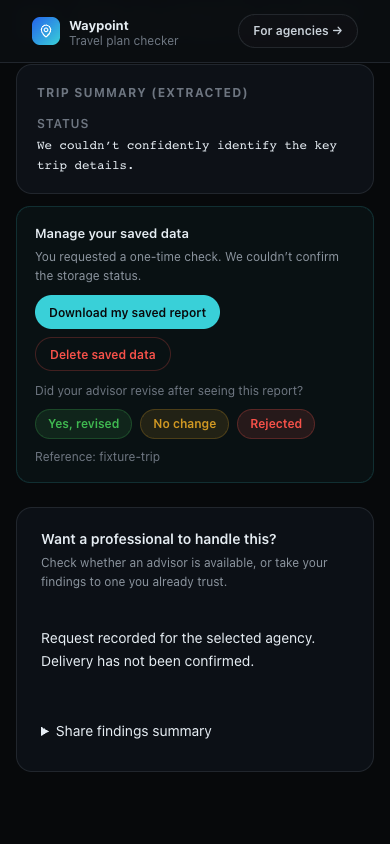 Waypoint
Travel plan checker
For agencies →
TRIP SUMMARY (EXTRACTED)
STATUS
We couldn’t confidently identify the key
trip details.
Manage your saved data
You requested a one-time check. We couldn’t confirm
the storage status.
Download my saved report
Delete saved data
Did your advisor revise after seeing this report?
Yes, revised
No change
Rejected
Reference: fixture-trip
Want a professional to handle this?
Check whether an advisor is available, or take your
findings to one you already trust.
Request recorded for the selected agency.
Delivery has not been confirmed.
Share findings summary